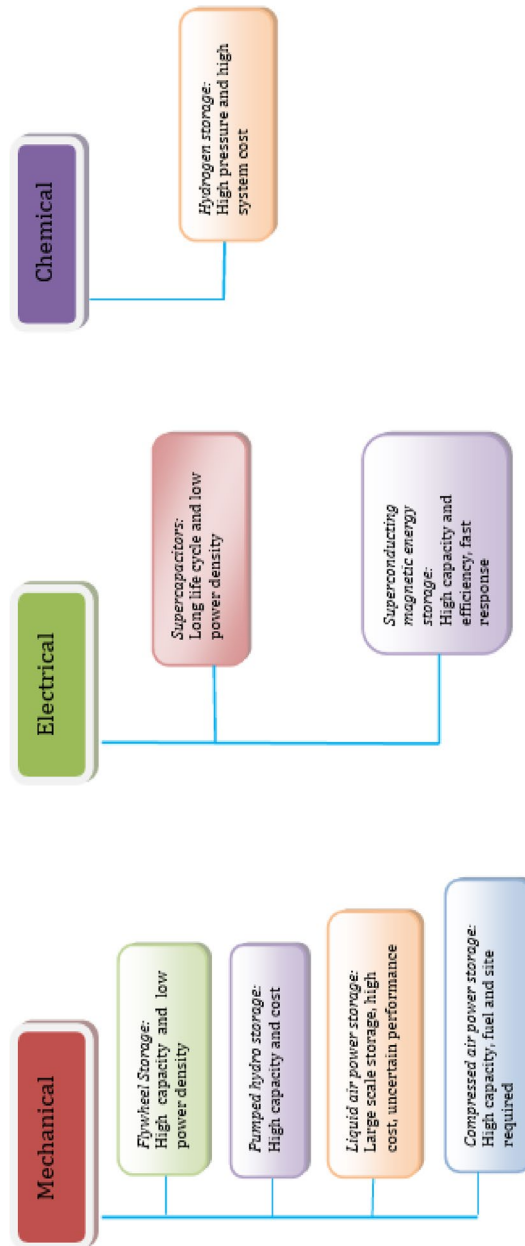 Mechanical
Flywheel Storage:
High capacity and low
power density
Pumped hydro storage:
High capacity and cost
Liquid air power storage:
Large scale storage, high
cost, uncertain performance
Compressed air power storage:
High capacity, fuel and site
required
Electrical
Supercapacitors:
Long life cycle and low
power density
Superconducting
magnetic energy
storage:
High capacity and
efficiency, fast
response
Chemical
Hydrogen storage:
High pressure and high
system cost